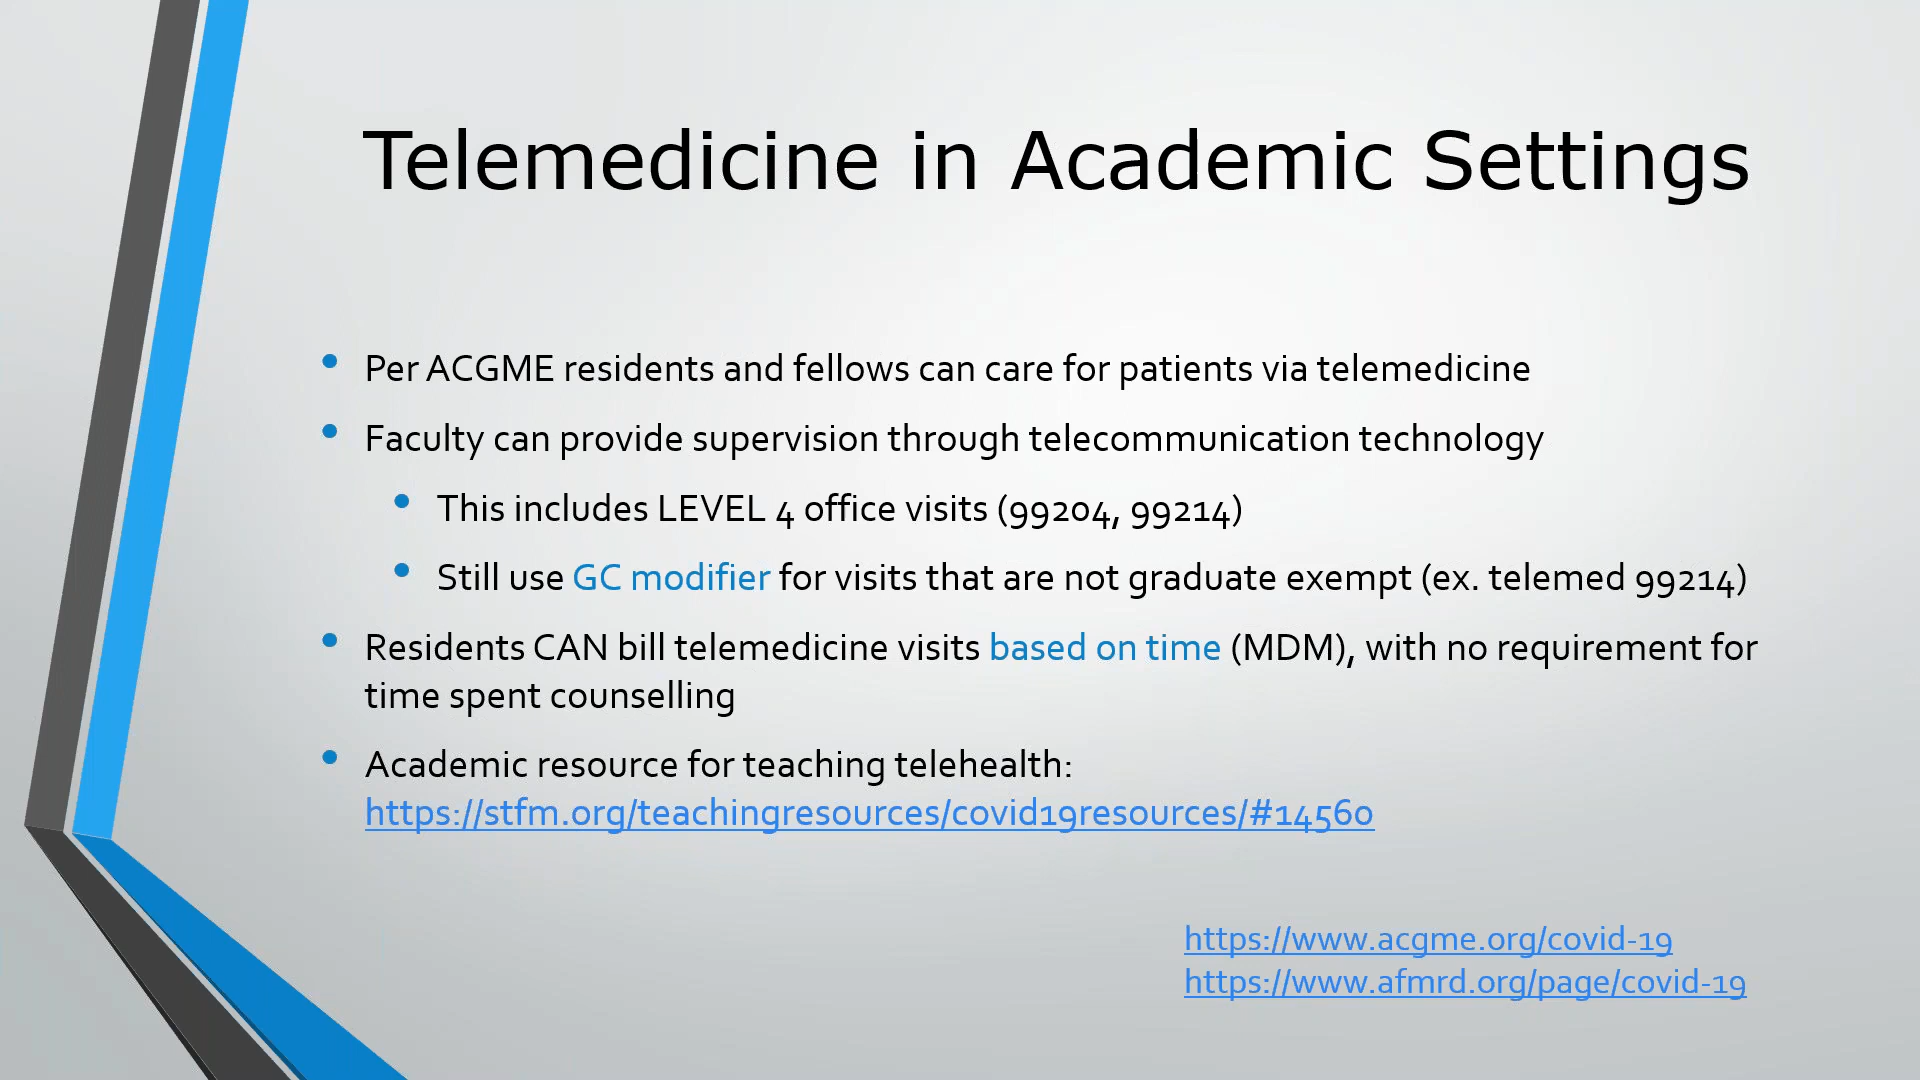 Telemedicine in Academic Settings
• Per ACGME residents and fellows can care for patients via telemedicine
• Faculty can provide supervision through telecommunication technology
• This includes LEVEL 4 office visits (99204, 99214)
• Still use GC modifier for visits that are not graduate exempt (ex. telemed 99214)
• Residents CAN bill telemedicine visits based on time (MDM), with no requirement for
time spent counselling
• Academic resource for teaching telehealth:
https://stfm.org/teachingresources/covid19resources/#14560
https://www.acgme.org/covid-19
https://www.afmrd.org/page/covid-19